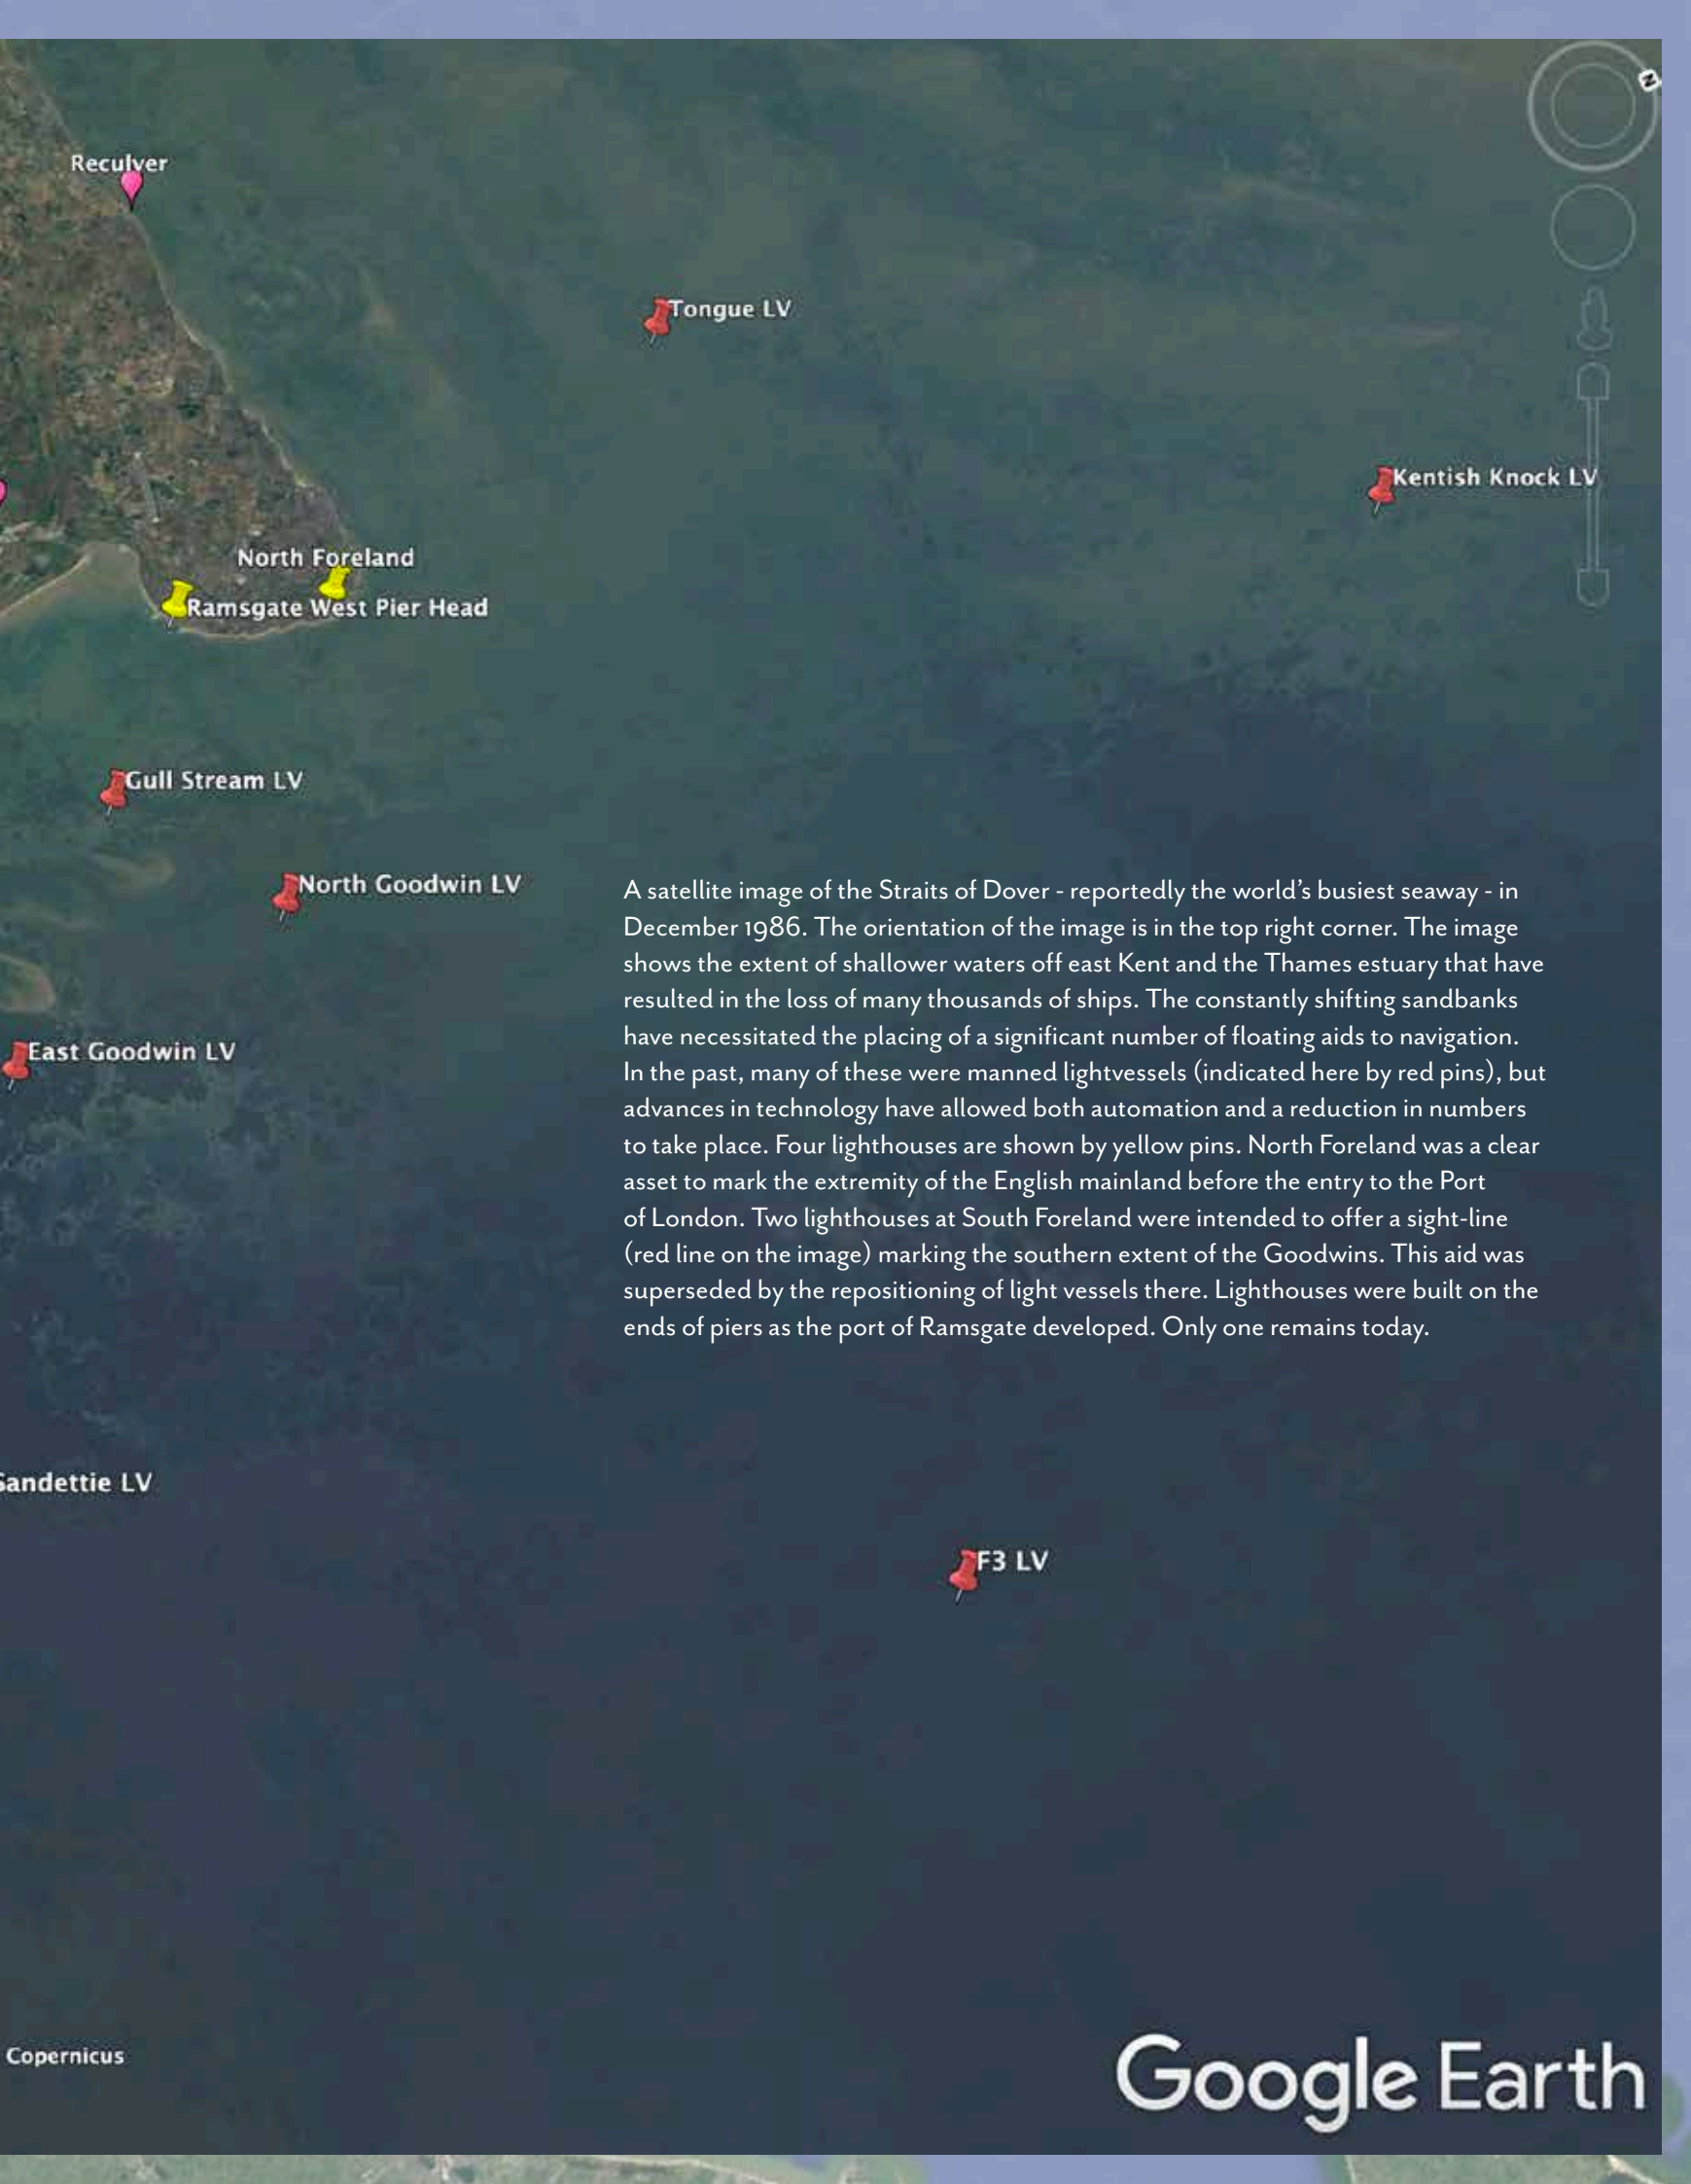 N
Reculver
Tongue LV
Kentish Knock LV
North Foreland
Ramsgate West Pier Head
Gull Stream LV
North Goodwin LV
A satellite image of the Straits of Dover - reportedly the world’s busiest seaway - in
December 1986. The orientation of the image is in the top right corner. The image
shows the extent of shallower waters off east Kent and the Thames estuary that have
resulted in the loss of many thousands of ships. The constantly shifting sandbanks
have necessitated the placing of a significant number of floating aids to navigation.
In the past, many of these were manned lightvessels (indicated here by red pins), but
advances in technology have allowed both automation and a reduction in numbers
to take place. Four lighthouses are shown by yellow pins. North Foreland was a clear
asset to mark the extremity of the English mainland before the entry to the Port
of London. Two lighthouses at South Foreland were intended to offer a sight-line
(red line on the image) marking the southern extent of the Goodwins. This aid was
superseded by the repositioning of light vessels there. Lighthouses were built on the
ends of piers as the port of Ramsgate developed. Only one remains today.
East Goodwin LV
Sandettie LV
F3 LV
Copernicus
Google Earth